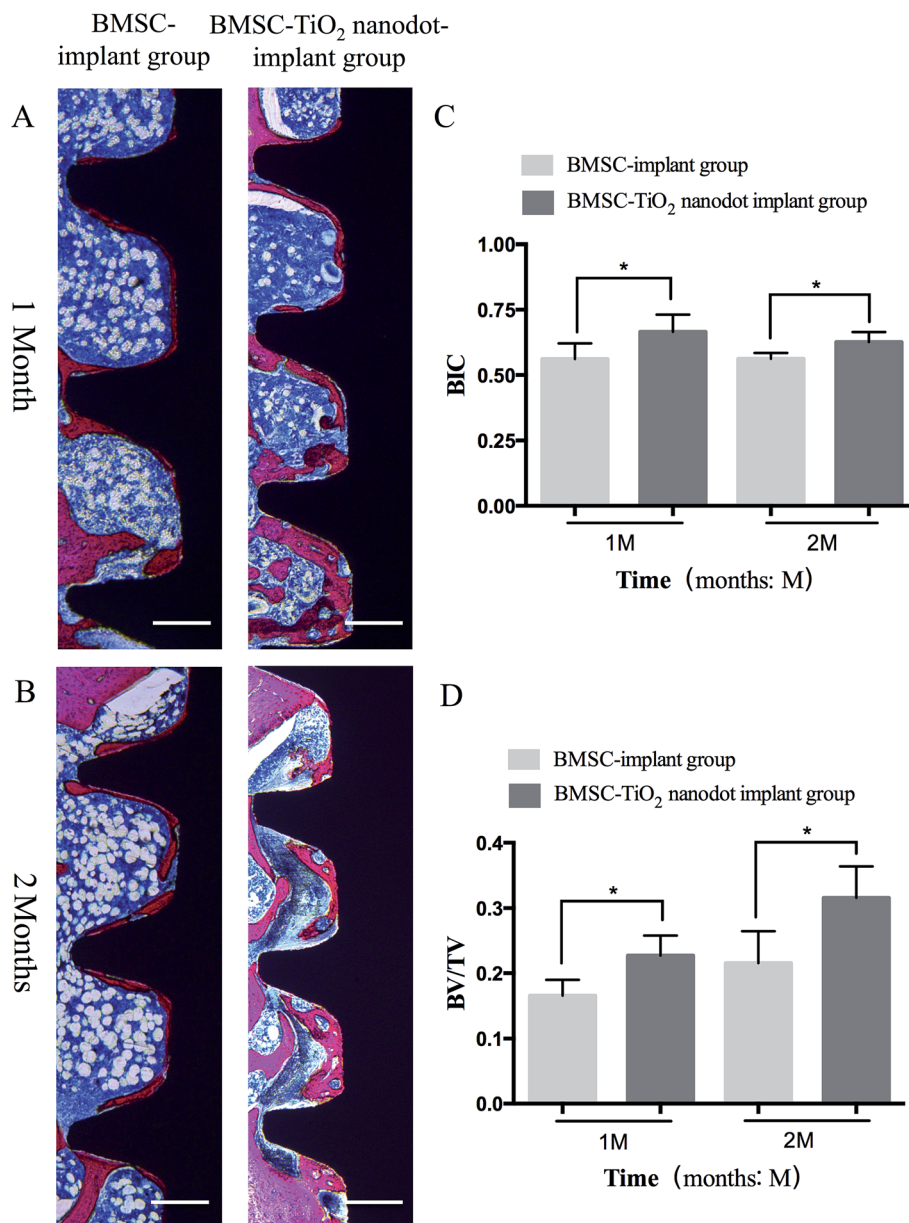 BMSC-
implant group
BMSC-TiO₂ nanodot-
implant group
A
1 Month
B
2 Months
C
BMSC-implant group
BMSC-TiO₂ nanodot implant group
1.00
0.75
0.50
0.25
0.00
BIC
*
*
1M
2M
Time (months: M)
D
BMSC-implant group
BMSC-TiO₂ nanodot implant group
0.4
0.3
0.2
0.1
0.0
BV/TV
*
*
1M
2M
Time (months: M)